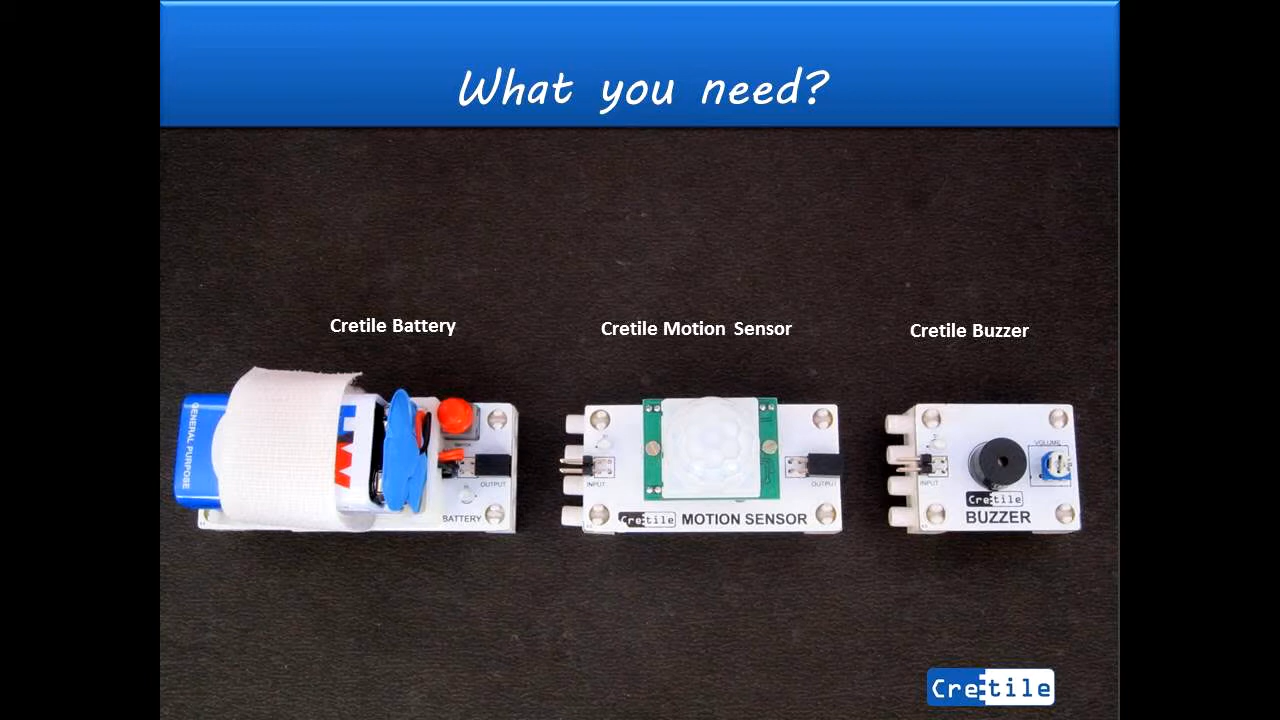 What you need?
Cretile Battery
Cretile Motion Sensor
Cretile Buzzer
GENERAL PURPOSE
HW
OUTPUT
BATTERY
INPUT
OUTPUT
Cretile MOTION SENSOR
INPUT
VOLUME
Cretile
BUZZER
Cretile